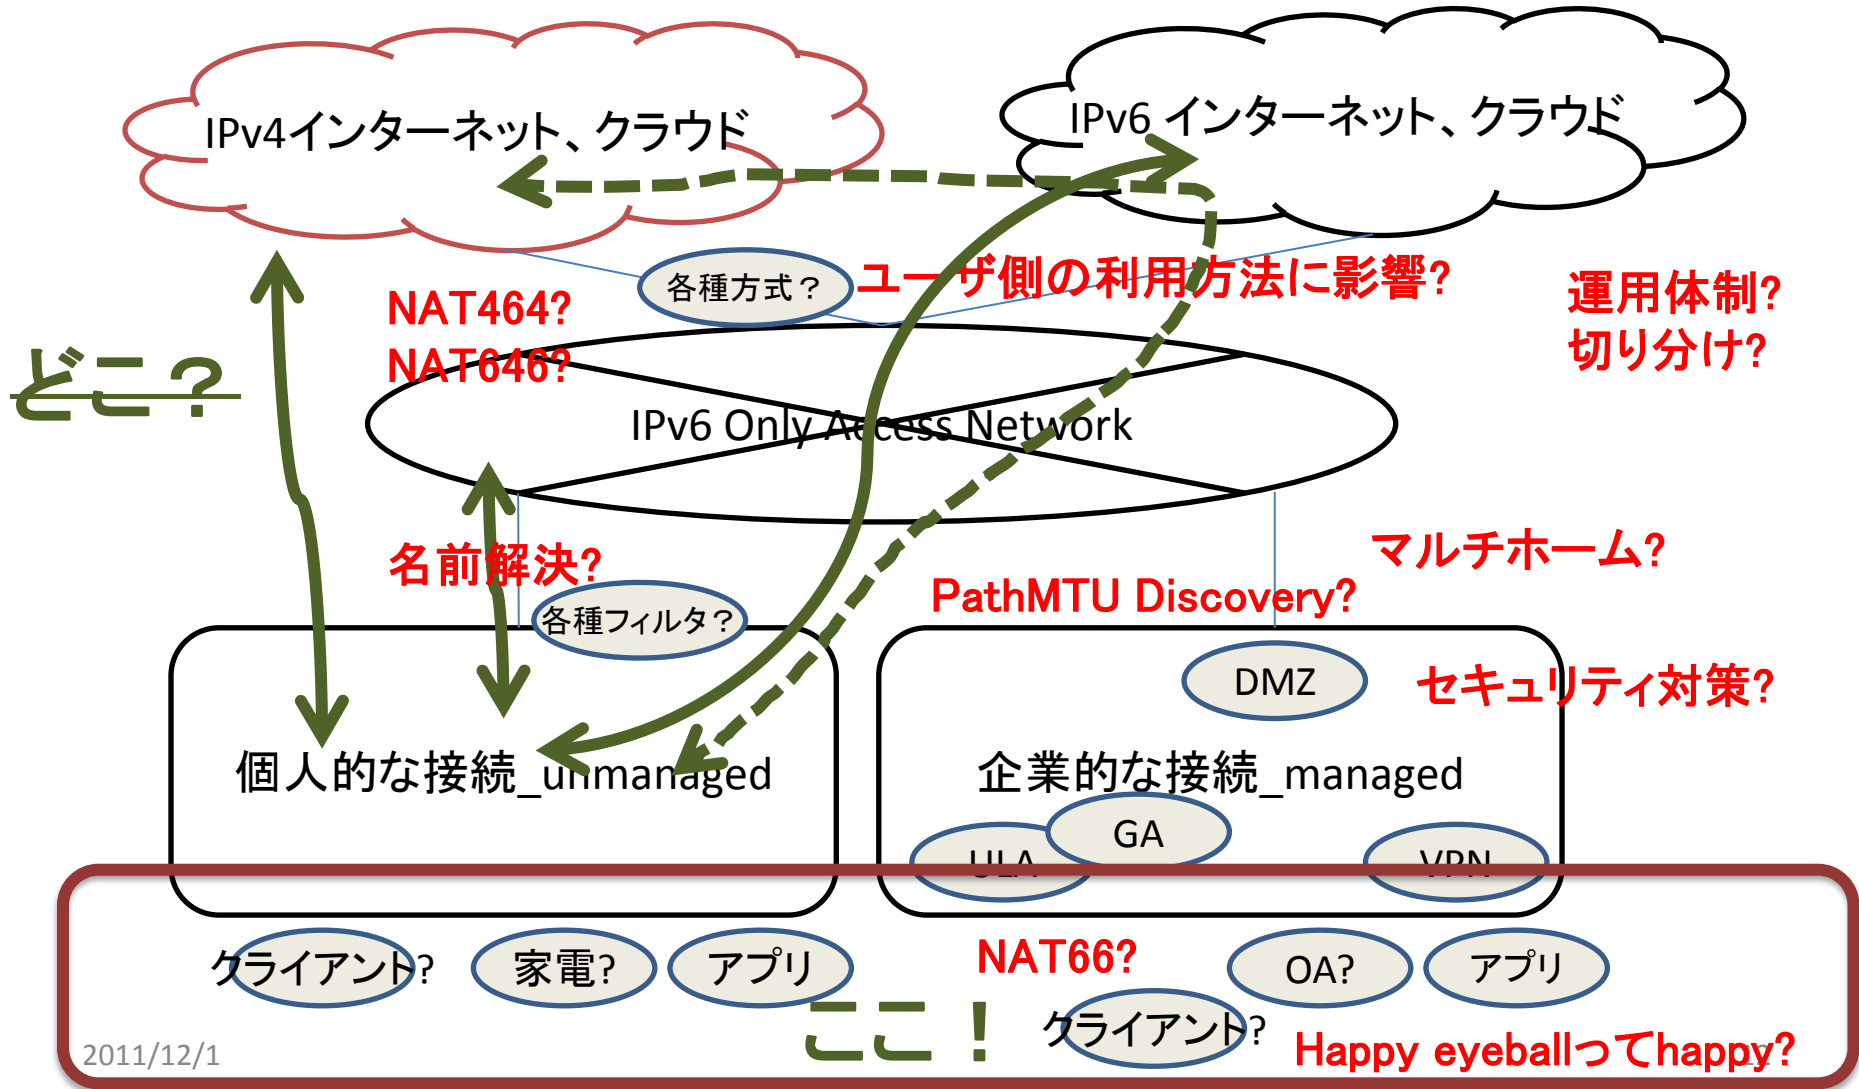 IPv4インターネット、クラウド
IPv6 インターネット、クラウド
各種方式？
ユーザ側の利用方法に影響?
運用体制?
切り分け?
NAT464?
NAT646?
どこ？
IPv6 Only Access Network
名前解決?
マルチホーム?
各種フィルタ？
PathMTU Discovery?
DMZ
セキュリティ対策?
個人的な接続_unmanaged
企業的な接続_managed
GA
ULA
VPN
クライアント?
家電?
アプリ
NAT66?
OA?
アプリ
ここ！
クライアント?
Happy eyeballってhappy?
2011/12/1
12